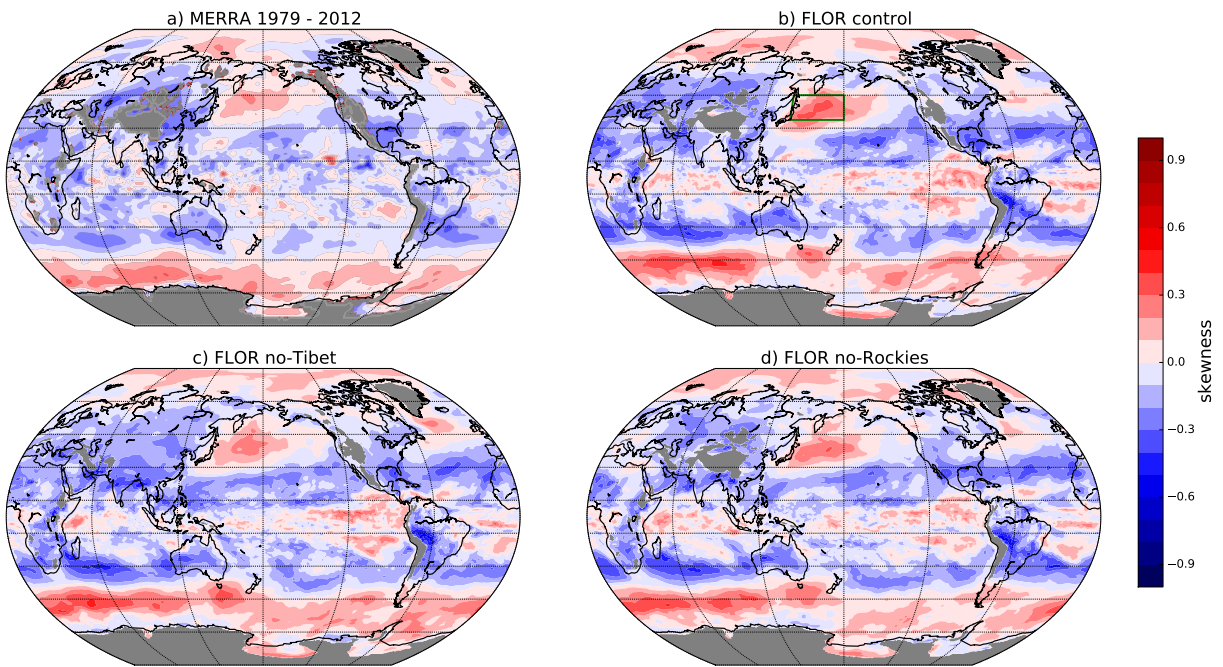 a) MERRA 1979 - 2012
b) FLOR control
c) FLOR no-Tibet
d) FLOR no-Rockies
0.9
0.6
0.3
0.0
−0.3
−0.6
−0.9
skewness